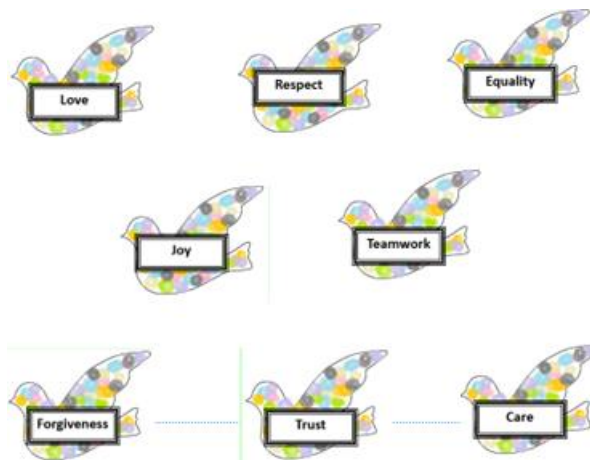 Love
Respect
Equality
Joy
Teamwork
Forgiveness
Trust
Care